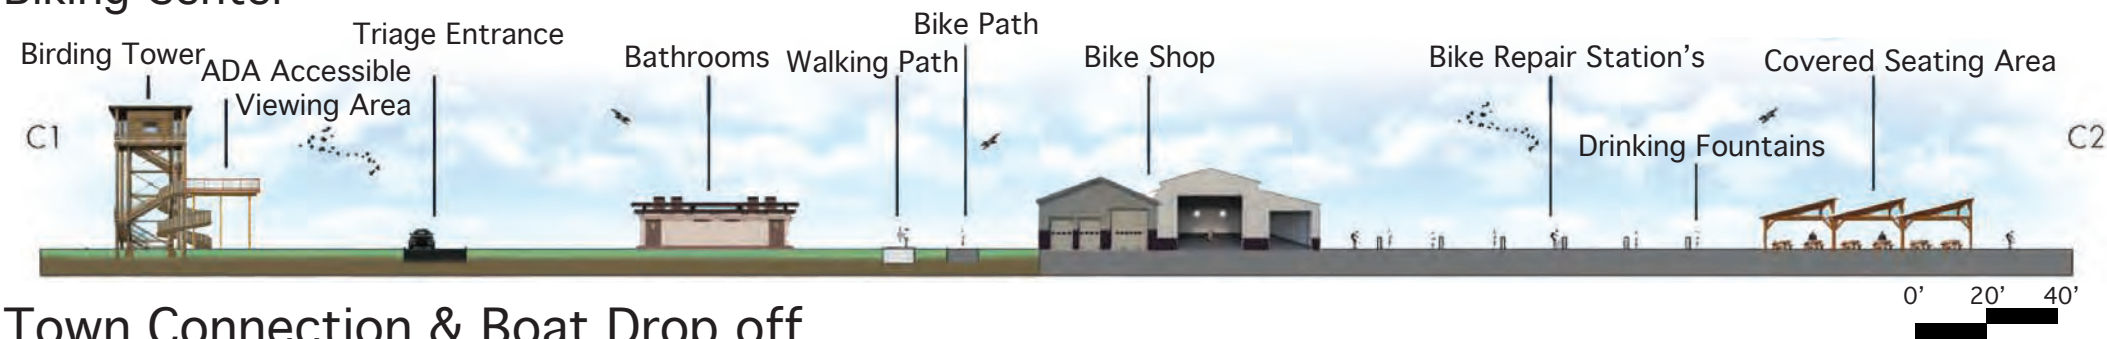 Biking Center
Birding Tower
ADA Accessible
Viewing Area
Triage Entrance
Bathrooms
Walking Path
Bike Path
Bike Shop
Bike Repair Station's
Drinking Fountains
Covered Seating Area
C1
C2
0' 20' 40'
Town Connection & Boat Drop off